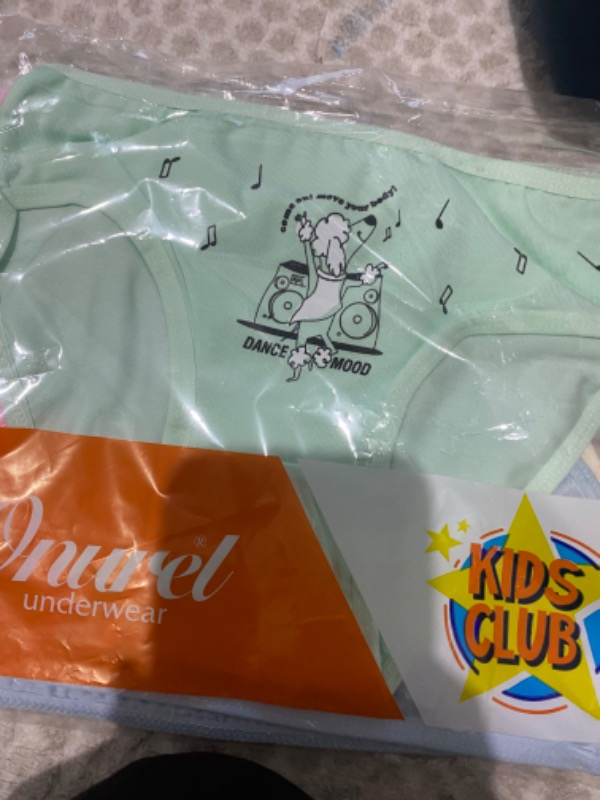 come on! move your body!
DANCE MOOD
Onurel
underwear
KIDS
CLUB